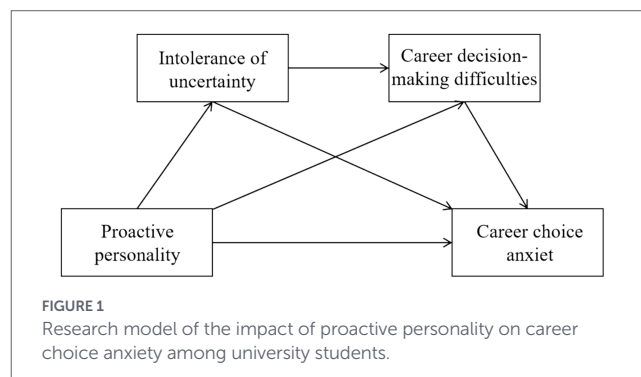 Intolerance of
uncertainty
Career decision-
making difficulties
Proactive
personality
Career choice
anxiet
FIGURE 1
Research model of the impact of proactive personality on career
choice anxiety among university students.